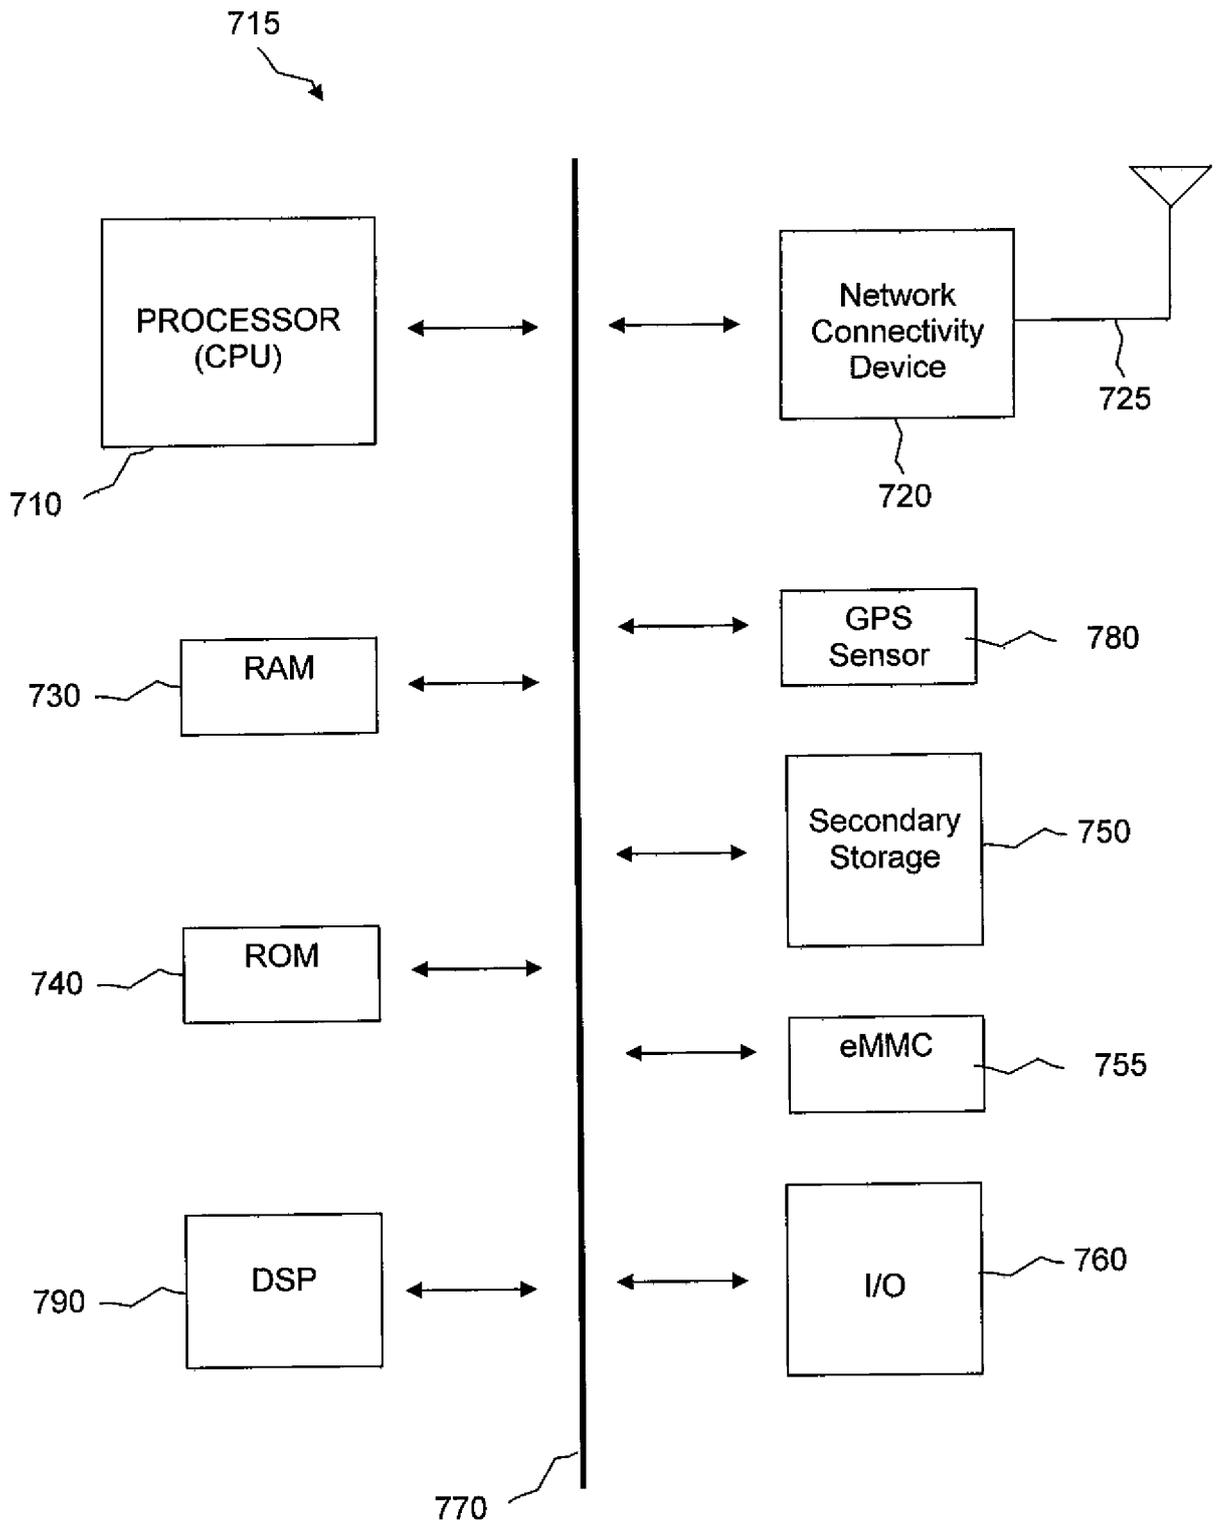 715
PROCESSOR
(CPU)
710
Network
Connectivity
Device
725
720
GPS
Sensor
780
RAM
730
Secondary
Storage
750
ROM
740
eMMC
755
DSP
790
I/O
760
770